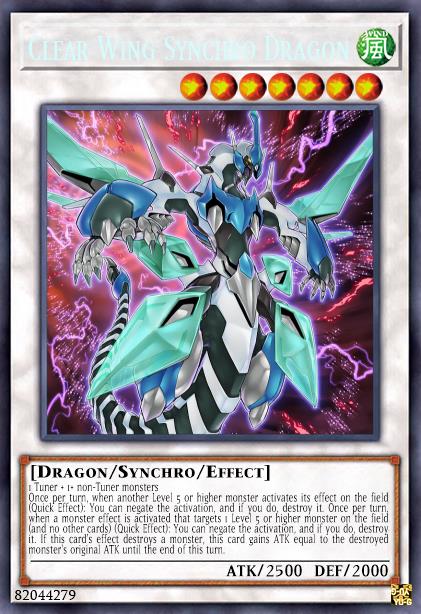 CLEAR WING SYNCHRO DRAGON
WIND
風
[DRAGON/SYNCHRO/EFFECT]
1 Tuner + 1+ non-Tuner monsters
Once per turn, when another Level 5 or higher monster activates its effect on the field
(Quick Effect): You can negate the activation, and if you do, destroy it. Once per turn,
when a monster effect is activated that targets 1 Level 5 or higher monster on the field
(and no other cards) (Quick Effect): You can negate the activation, and if you do, destroy
it. If this card's effect destroys a monster, this card gains ATK equal to the destroyed
monster's original ATK until the end of this turn.
ATK/2500 DEF/2000
82044279